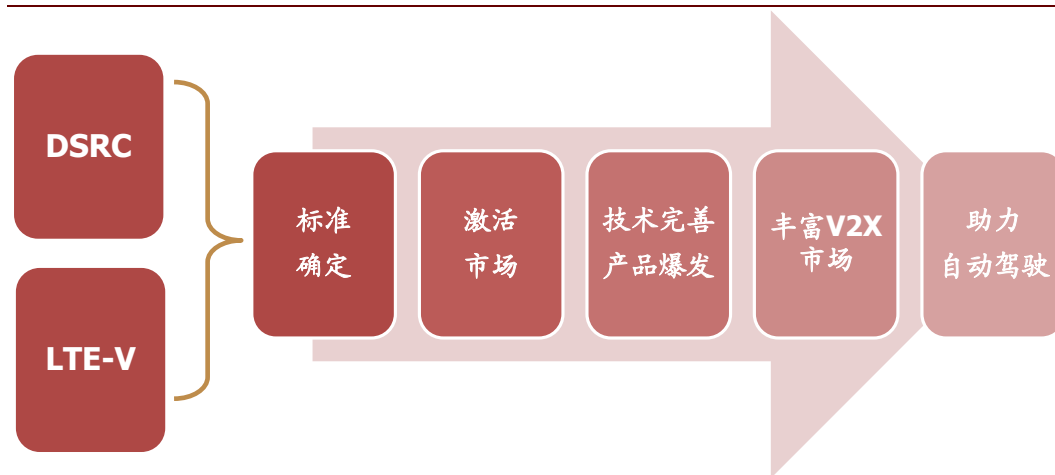 DSRC
LTE-V
标准
确定
激活
市场
技术完善
产品爆发
丰富V2X
市场
助力
自动驾驶